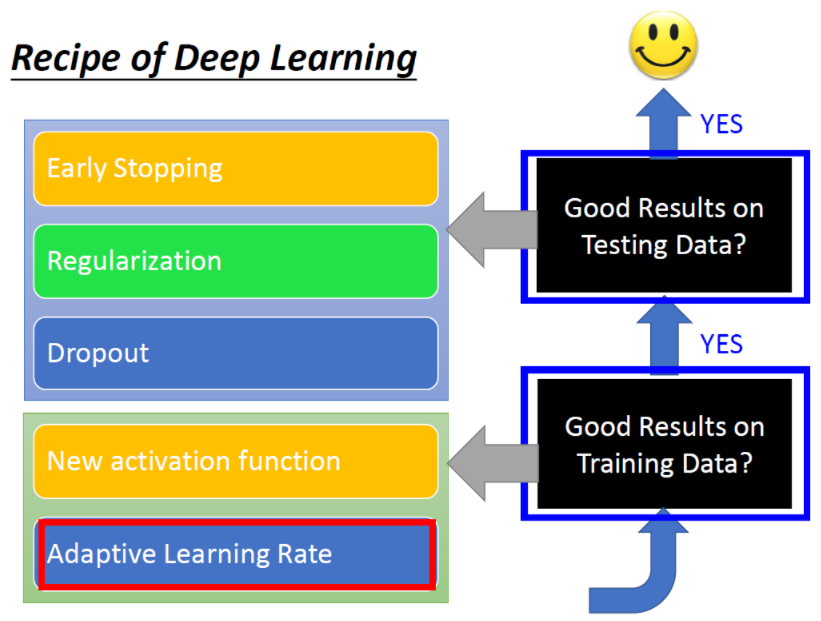 Recipe of Deep Learning
YES
Early Stopping
Good Results on
Testing Data?
Regularization
Dropout
YES
New activation function
Good Results on
Training Data?
Adaptive Learning Rate